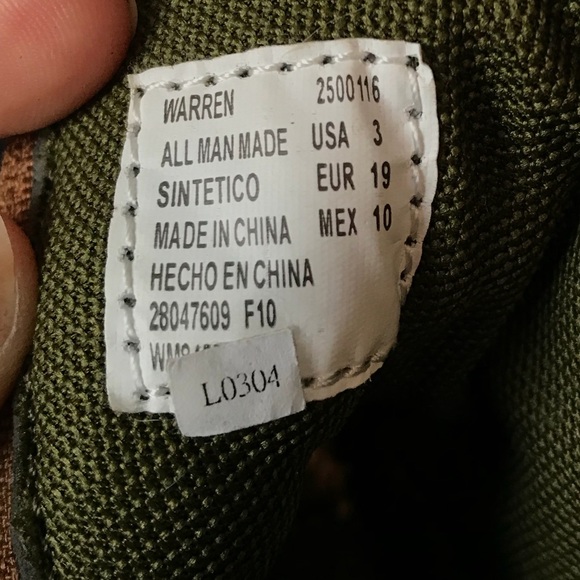 WARREN 2500116
ALL MAN MADE USA 3
SINTETICO EUR 19
MADE IN CHINA MEX 10
HECHO EN CHINA
28047609 F10
L0304